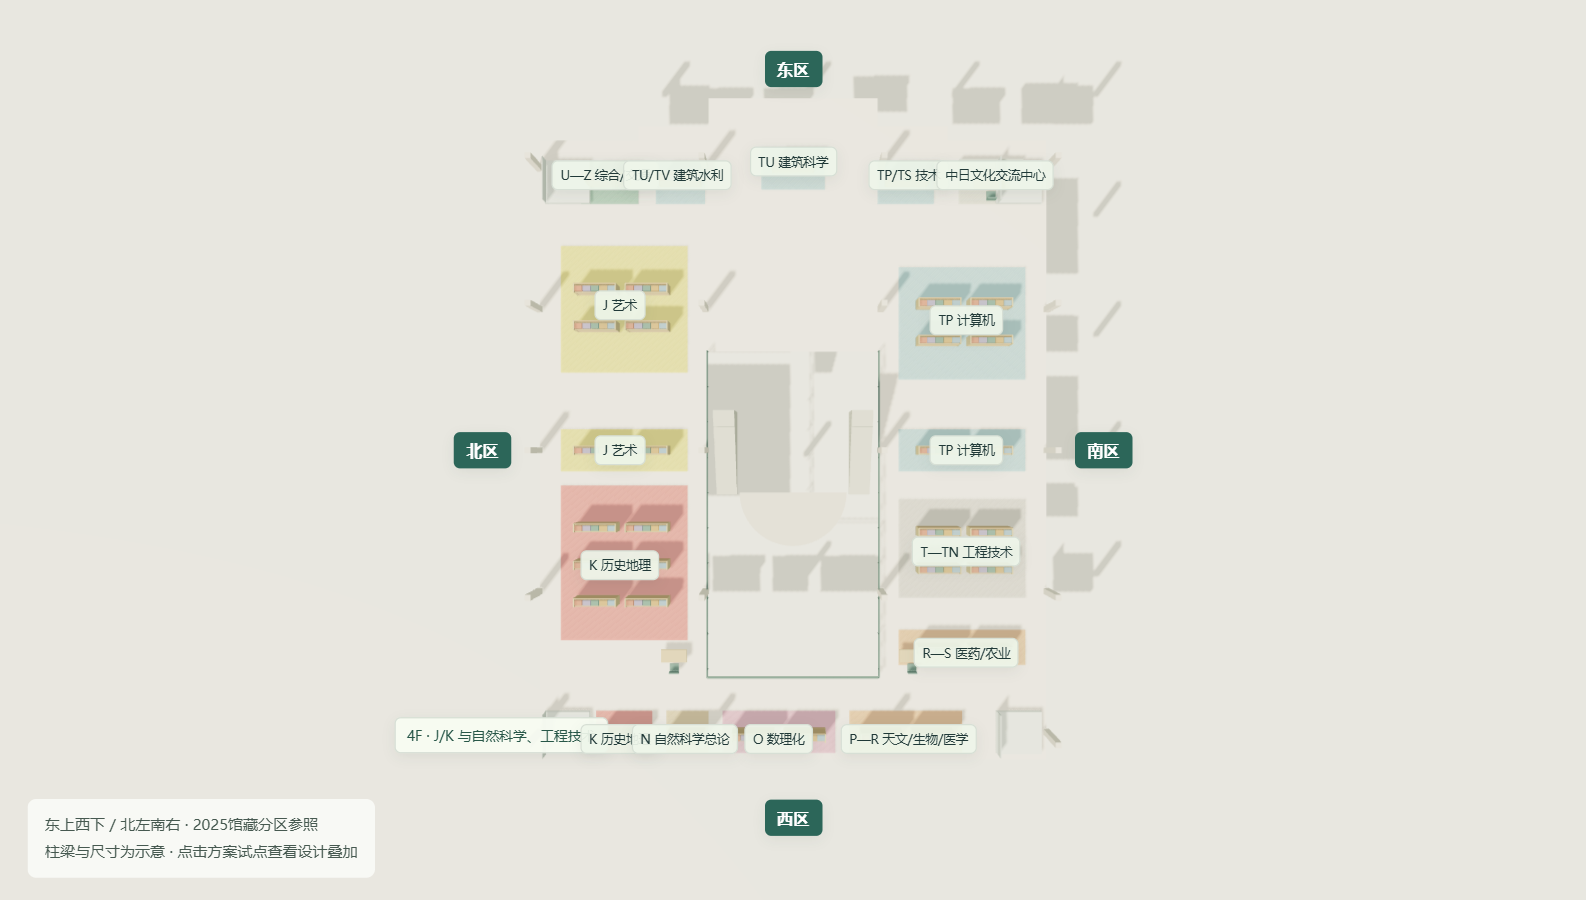 东区
U—Z 综合/
TU/TV 建筑水利
TU 建筑科学
TP/TS 技术
中日文化交流中心
J 艺术
TP 计算机
北区
J 艺术
TP 计算机
南区
K 历史地理
T—TN 工程技术
R—S 医药/农业
4F · J/K 与自然科学、工程技
K 历史地
N 自然科学总论
O 数理化
P—R 天文/生物/医学
西区
东上西下 / 北左南右 · 2025馆藏分区参照
柱梁与尺寸为示意 · 点击方案试点查看设计叠加